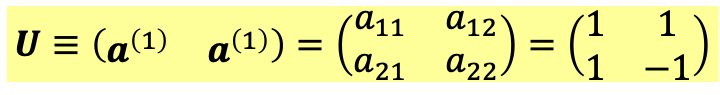 U ≡ (a⁽¹⁾ a⁽¹⁾) = (a₁₁ a₁₂ a₂₁ a₂₂) = (1 1 1 −1)